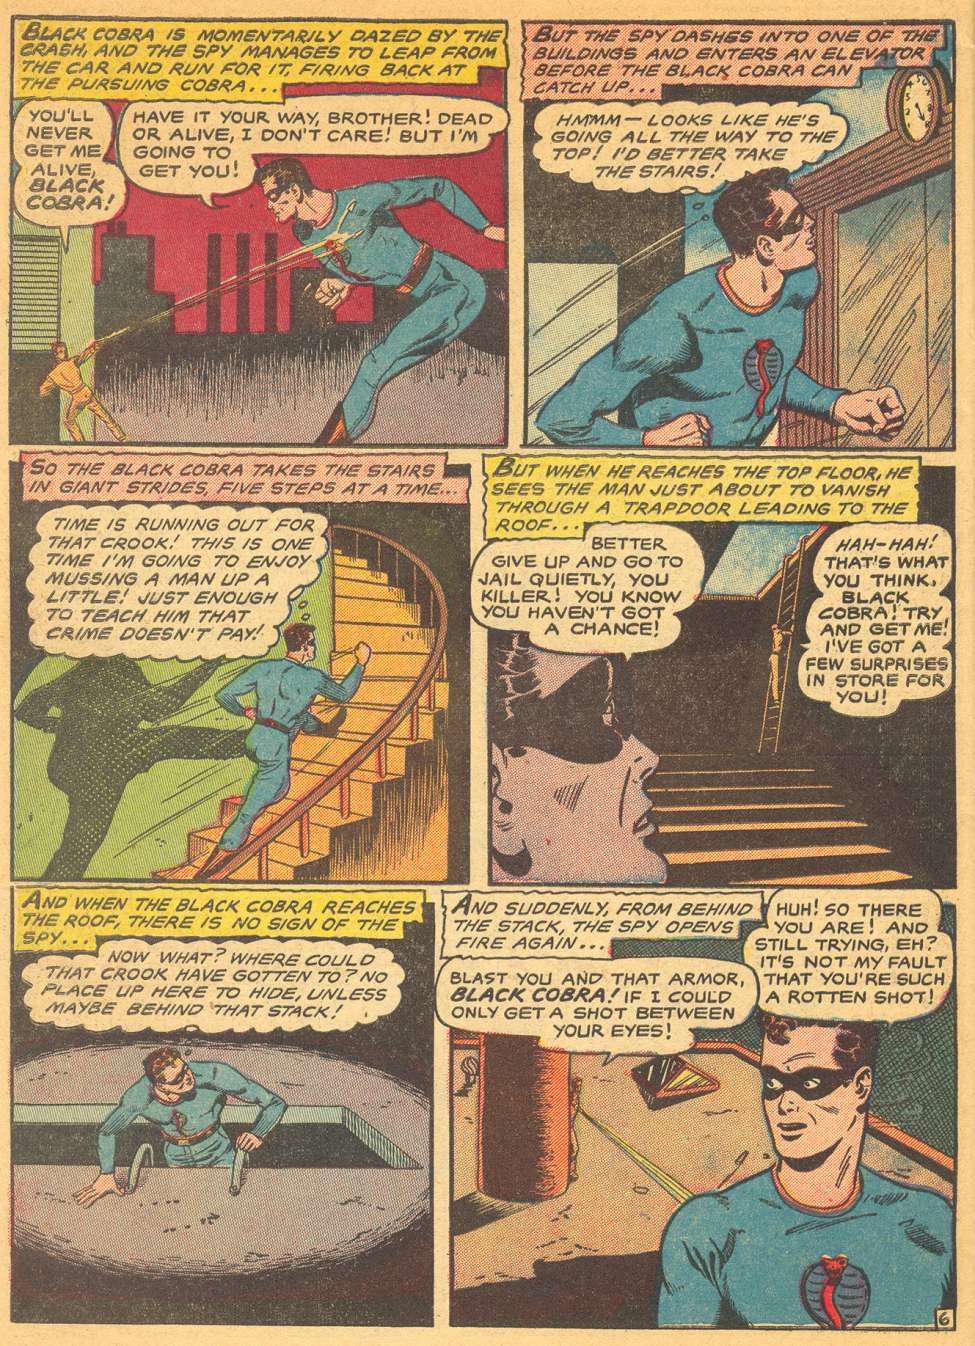 BLACK COBRA IS MOMENTARILY DAZED BY THE
CRASH, AND THE SPY MANAGES TO LEAP FROM
THE CAR AND RUN FOR IT, FIRING BACK AT
THE PURSUING COBRA...
YOU'LL
NEVER
GET ME
ALIVE,
BLACK
COBRA!
HAVE IT YOUR WAY, BROTHER! DEAD
OR ALIVE, I DON'T CARE! BUT I'M
GOING TO
GET YOU!
BUT THE SPY DASHES INTO ONE OF THE
BUILDINGS AND ENTERS AN ELEVATOR
BEFORE THE BLACK COBRA CAN
CATCH UP...
HMMM— LOOKS LIKE HE'S
GOING ALL THE WAY TO THE
TOP! I'D BETTER TAKE
THE STAIRS!
SO THE BLACK COBRA TAKES THE STAIRS
IN GIANT STRIDES, FIVE STEPS AT A TIME...
TIME IS RUNNING OUT FOR
THAT CROOK! THIS IS ONE
TIME I'M GOING TO ENJOY
MUSSING A MAN UP A
LITTLE! JUST ENOUGH
TO TEACH HIM THAT
CRIME DOESN'T PAY!
BUT WHEN HE REACHES THE TOP FLOOR, HE
SEES THE MAN JUST ABOUT TO VANISH
THROUGH A TRAPDOOR LEADING TO THE
ROOF...
BETTER
GIVE UP AND GO TO
JAIL QUIETLY, YOU
KILLER! YOU KNOW
YOU HAVEN'T GOT
A CHANCE!
HAH-HAH!
THAT'S WHAT
YOU THINK,
BLACK
COBRA! TRY
AND GET ME!
I'VE GOT A
FEW SURPRISES
IN STORE FOR
YOU!
AND WHEN THE BLACK COBRA REACHES
THE ROOF, THERE IS NO SIGN OF THE
SPY...
NOW WHAT? WHERE COULD
THAT CROOK HAVE GOTTEN TO? NO
PLACE UP HERE TO HIDE, UNLESS
MAYBE BEHIND THAT STACK!
AND SUDDENLY, FROM BEHIND
THE STACK, THE SPY OPENS
FIRE AGAIN...
BLAST YOU AND THAT ARMOR,
BLACK COBRA! IF I COULD
ONLY GET A SHOT BETWEEN
YOUR EYES!
HUH! SO THERE
YOU ARE! AND
STILL TRYING, EH?
IT'S NOT MY FAULT
THAT YOU'RE SUCH
A ROTTEN SHOT!
6